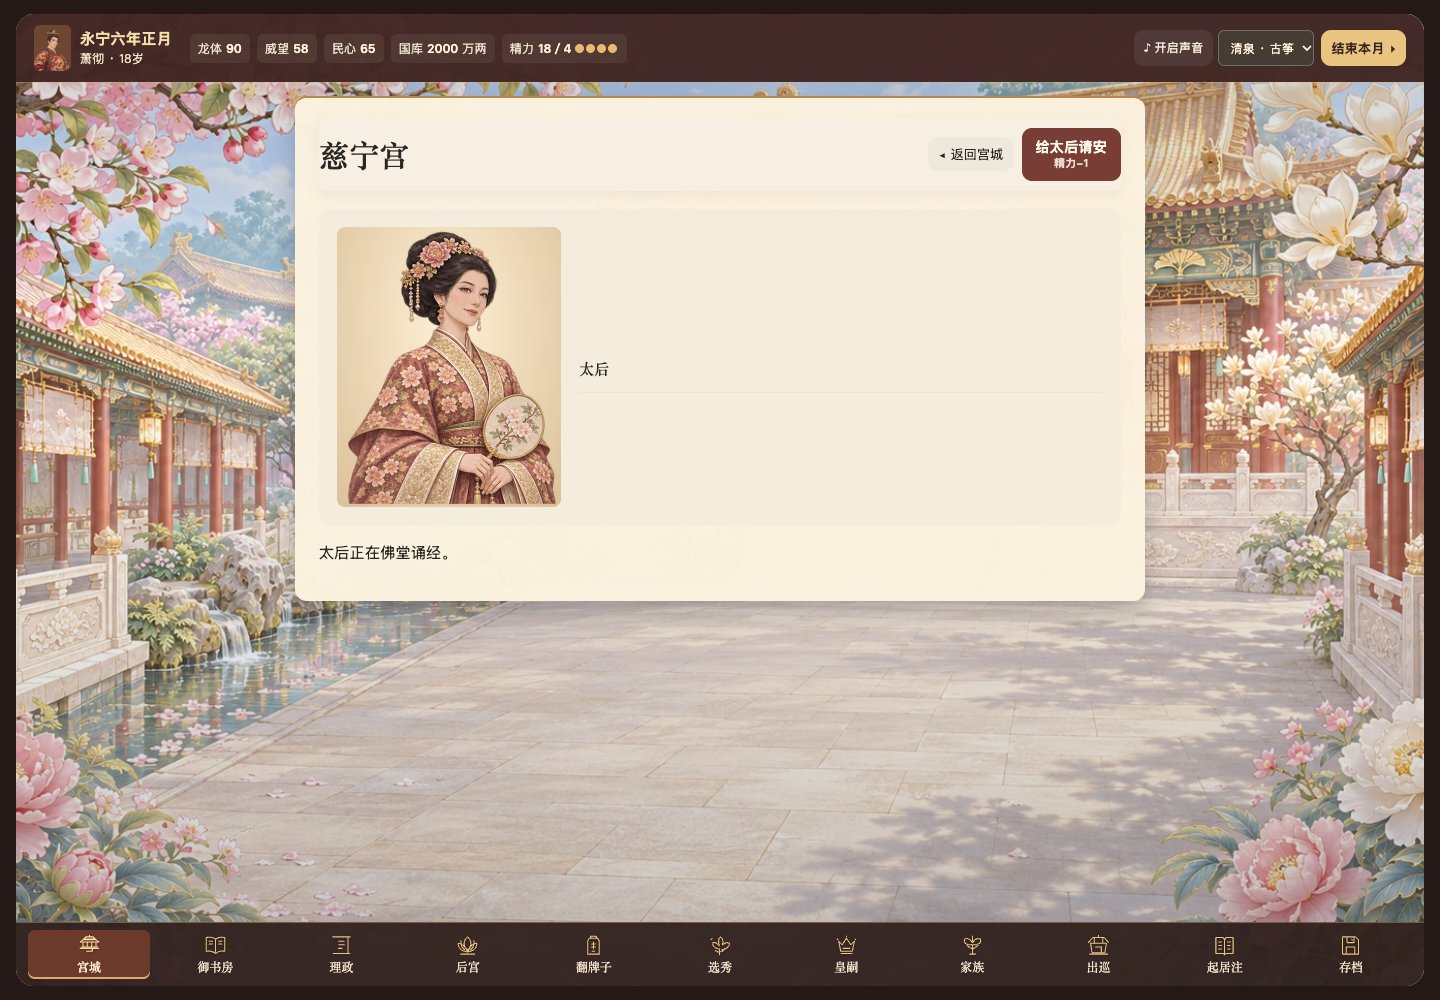 永宁六年正月
萧彻 · 18岁
龙体 90
威望 58
民心 65
国库 2000 万两
精力 18 / 4
♪ 开启声音
清泉 · 古筝
结束本月
慈宁宫
返回宫城
给太后请安
精力−1
太后
太后正在佛堂诵经。
宫城
御书房
理政
后宫
翻牌子
选秀
皇嗣
家族
出巡
起居注
存档